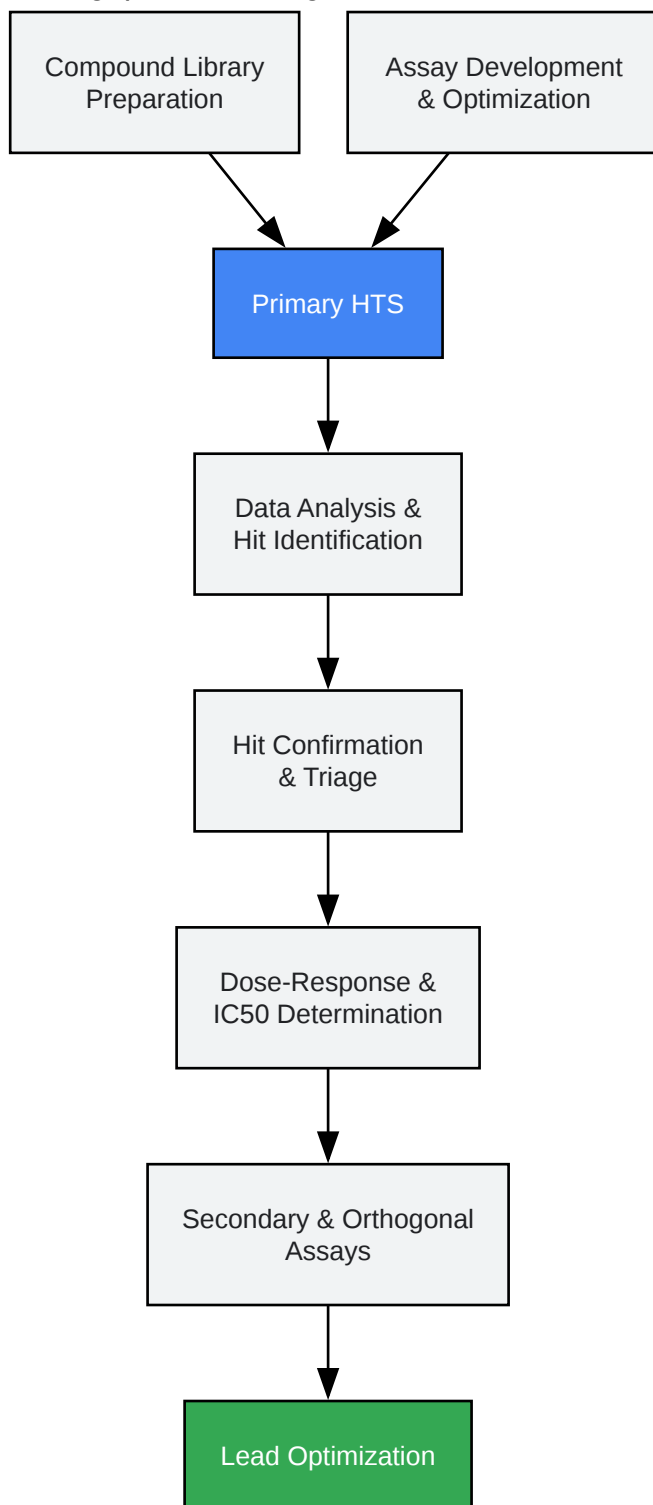 Compound Library
Preparation
Assay Development
& Optimization
Primary HTS
Data Analysis &
Hit Identification
Hit Confirmation
& Triage
Dose-Response &
IC50 Determination
Secondary & Orthogonal
Assays
Lead Optimization